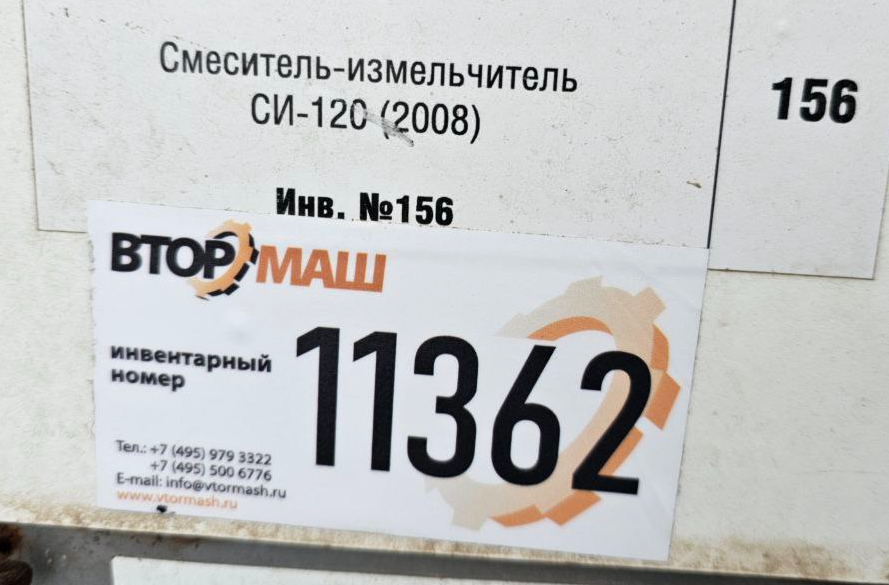 Смеситель-измельчитель
СИ-120 (2008)
Инв. №156
156
ВТОРМАШ
инвентарный
номер
11362
Тел.: +7 (495) 979 3322
+7 (495) 500 6776
E-mail: info@vtormash.ru
www.vtormash.ru